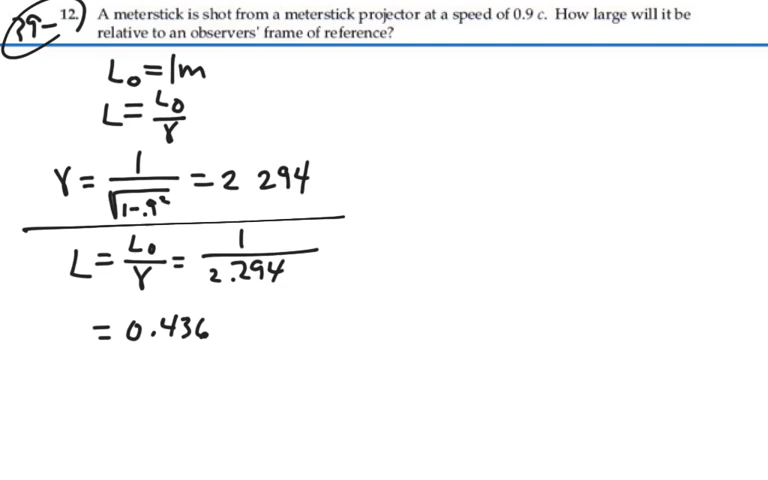 39- 12. A meterstick is shot from a meterstick projector at a speed of 0.9 c. How large will it be
relative to an observers' frame of reference?
L₀ = 1m
L = L₀/γ
γ = 1/√(1-.9²) = 2 294
L = L₀/γ = 1/2.294
= 0.436